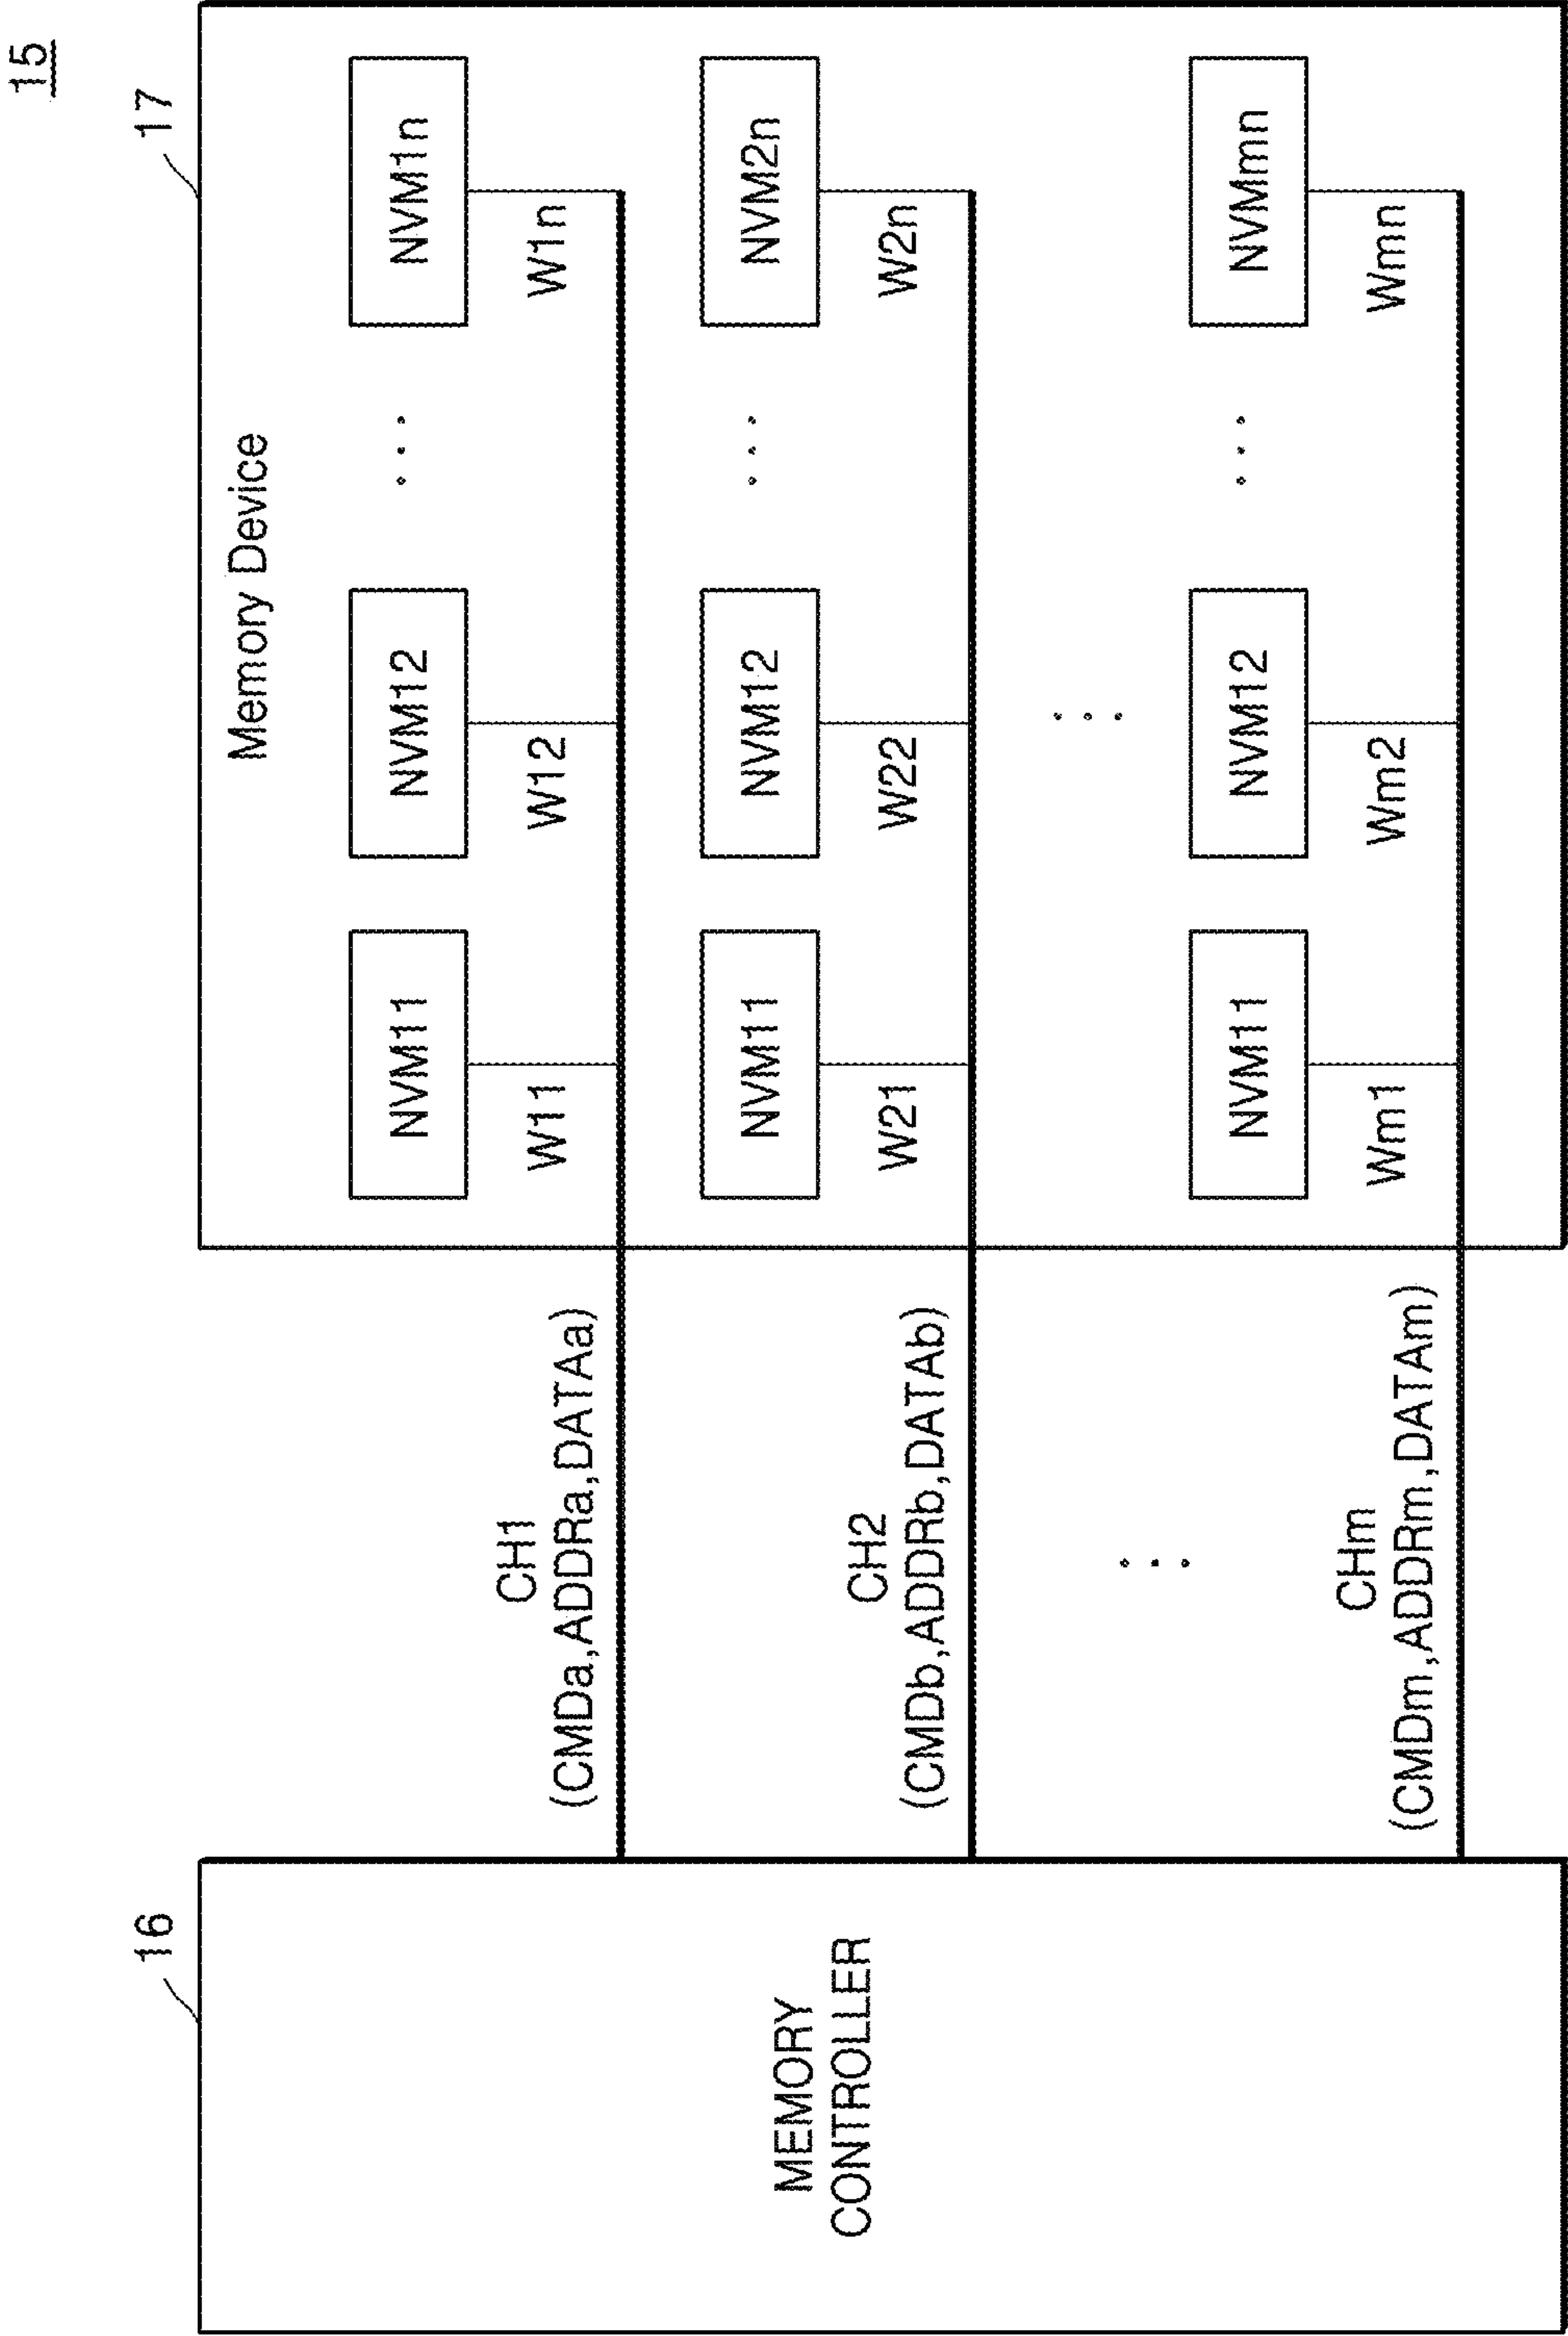 15
17
Memory Device
NVM11
NVM12
...
NVM1n
W11
W12
W1n
NVM11
NVM12
...
NVM2n
W21
W22
W2n
...
NVM11
NVM12
...
NVMmn
Wm1
Wm2
Wmn
CH1
(CMDa,ADDRa,DATAa)
CH2
(CMDb,ADDRb,DATAb)
...
CHm
(CMDm,ADDRm,DATAm)
16
MEMORY
CONTROLLER